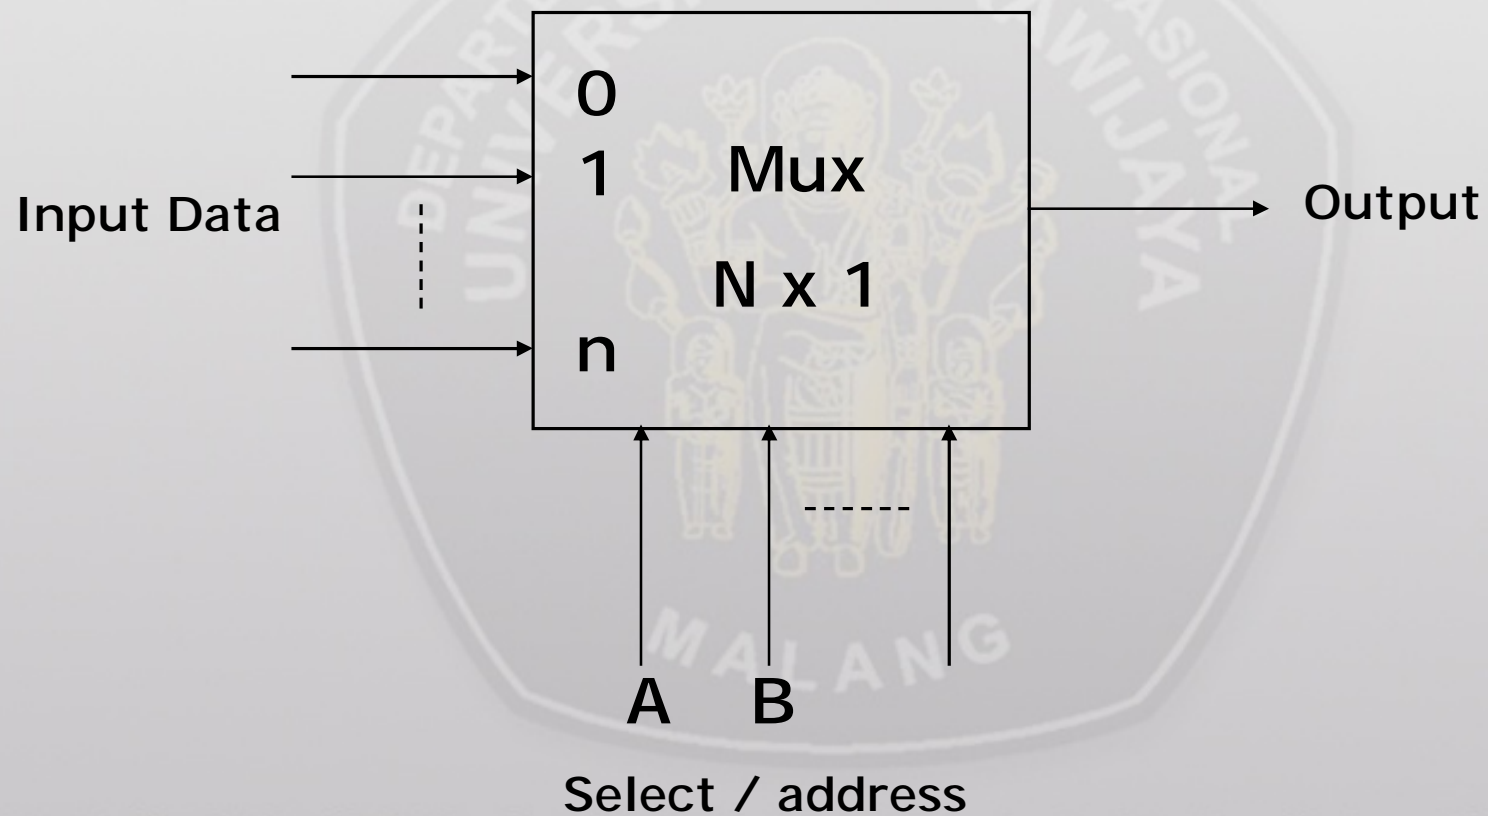 0
1
Mux
Input Data
Output
N x 1
n
A B
Select / address
MALANG